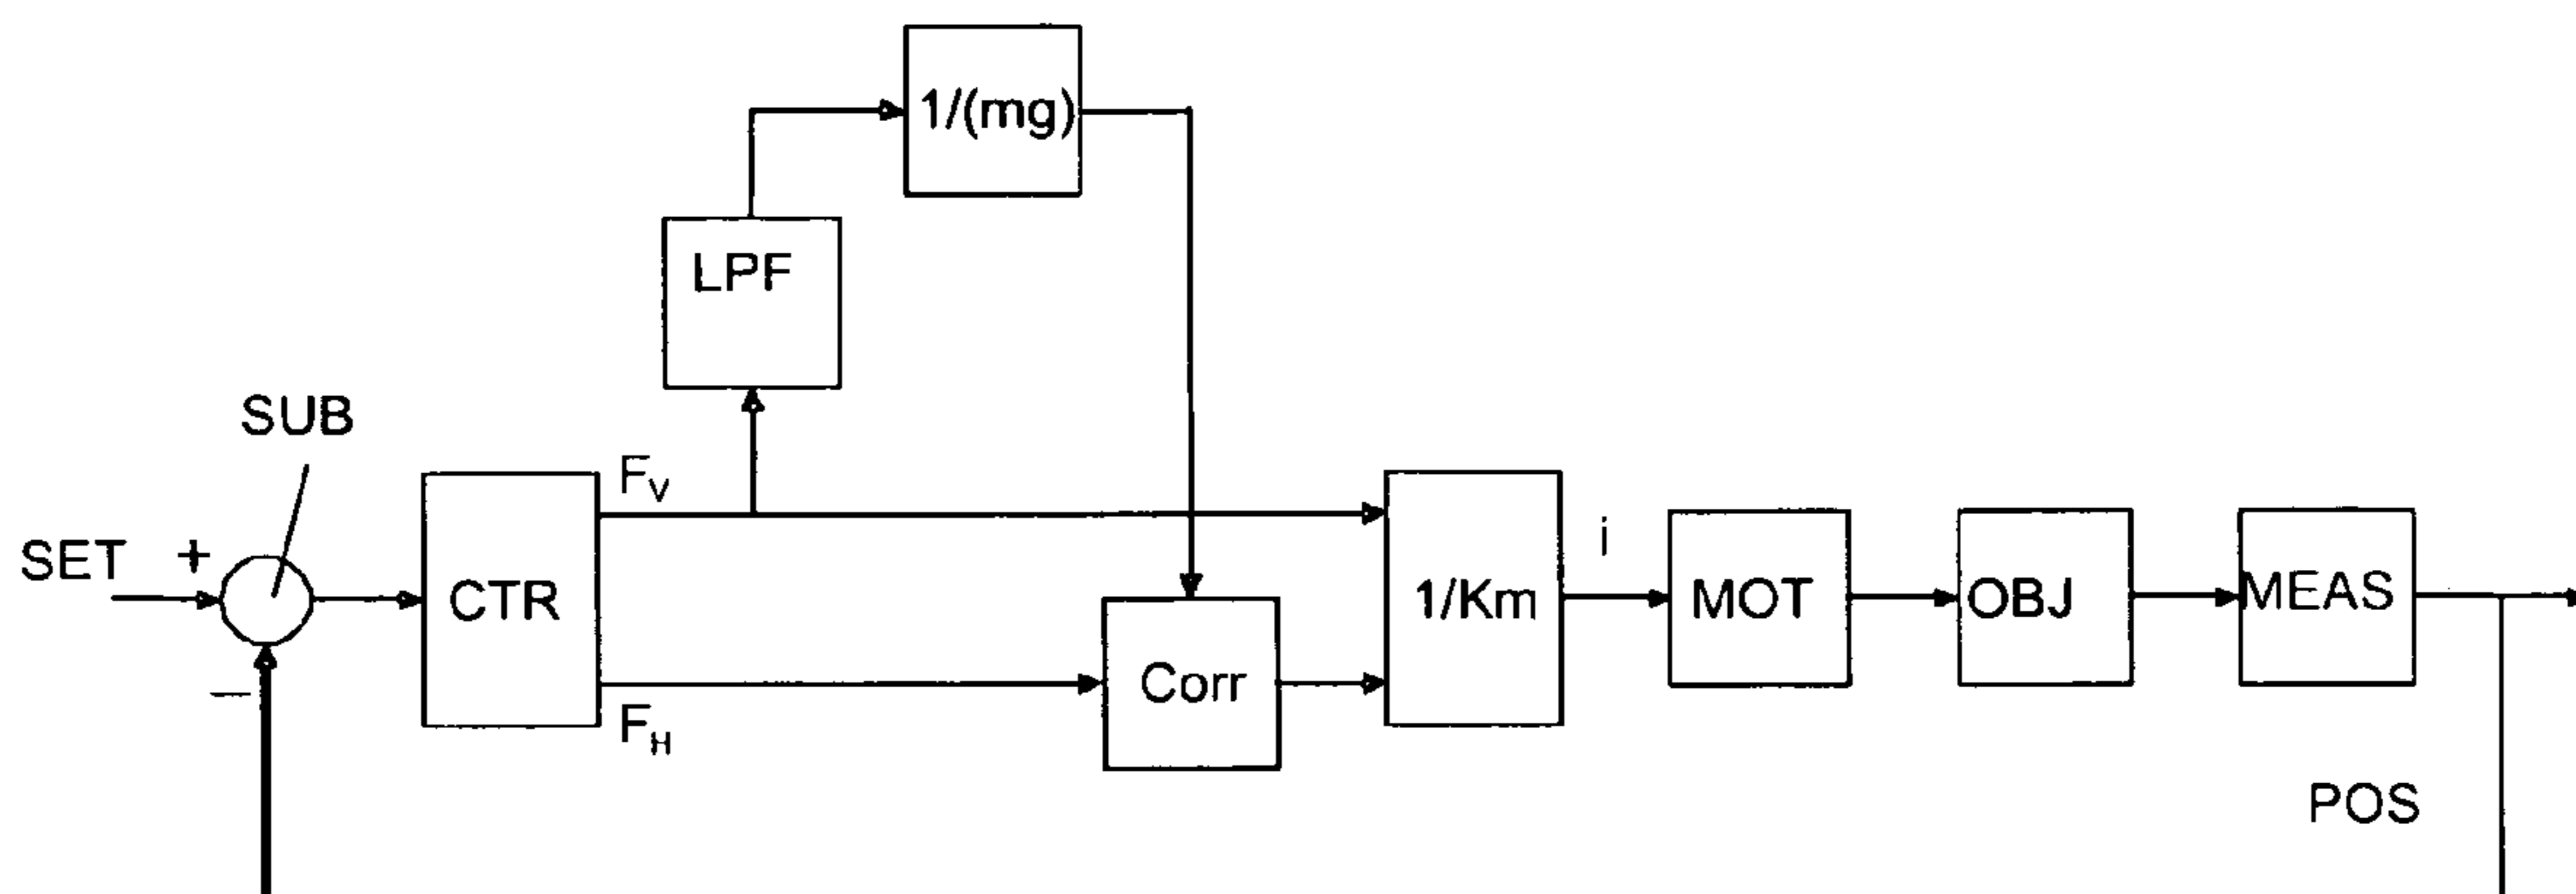 1/(mg)
LPF
SUB
SET
+
−
CTR
F_V
F_H
Corr
1/Km
i
MOT
OBJ
MEAS
POS